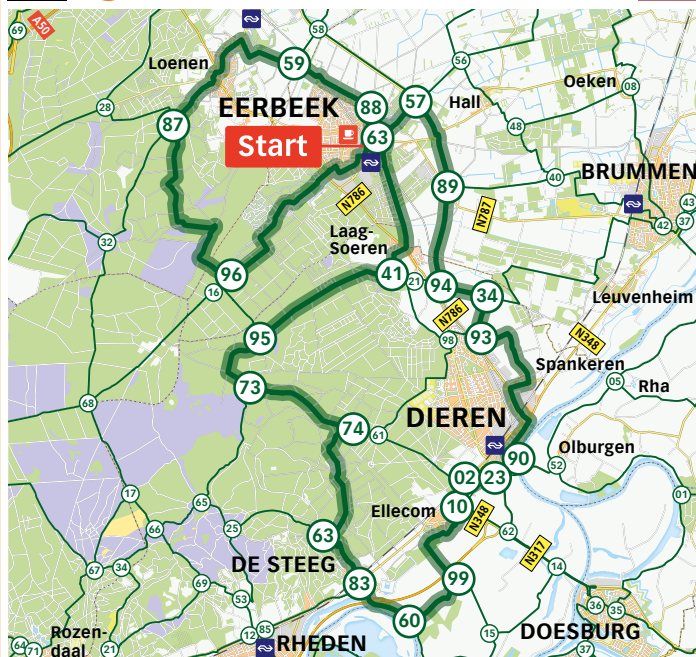 69
A50
58
Loenen
59
56
Oeken
08
28
EERBEEK
88
57
Hall
87
Start
63
48
BRUMMEN
40
89
N786
N787
43
42
37
32
Laag-
Soeren
96
41
21
94
34
Leuvenheim
16
N786
N348
95
98
93
Spankeren
05
Rha
73
68
DIEREN
74
61
90
Olburgen
52
02
23
17
65
Ellecom
10
N348
01
66
25
63
62
N317
DE STEEG
67
34
83
99
14
69
53
36
35
60
Rozen-
daal
12
85
RHEDEN
15
DOESBURG
64
71
21
37